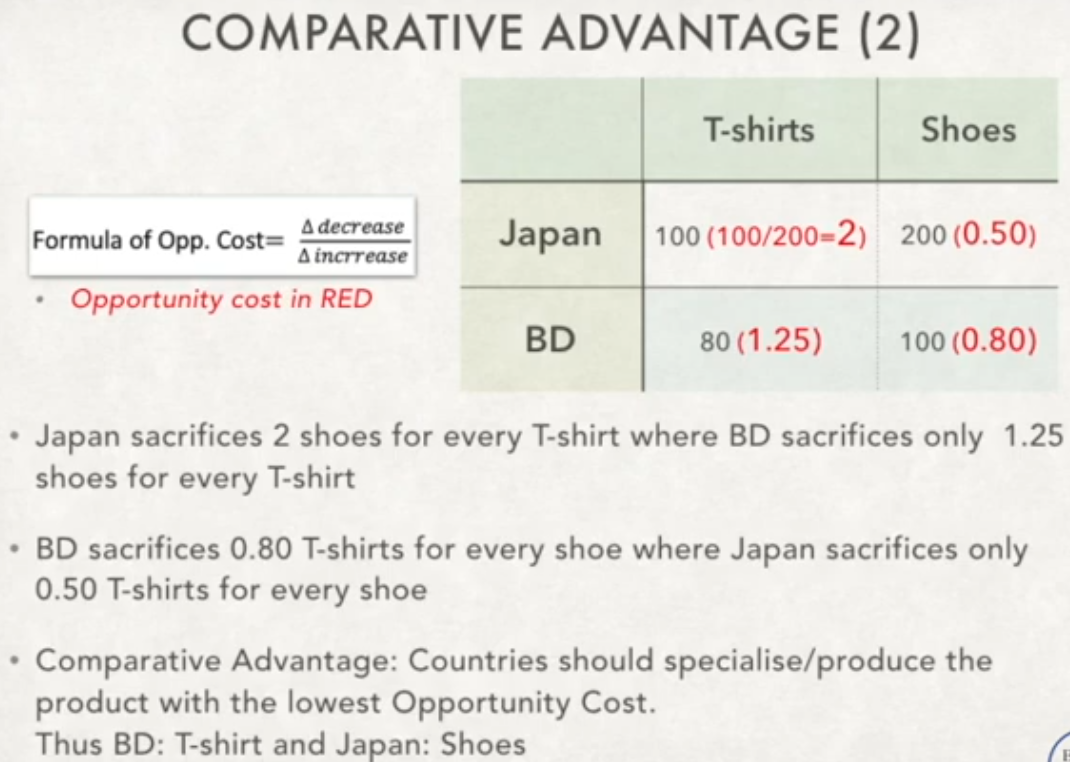 COMPARATIVE ADVANTAGE (2)
T-shirts Shoes
Formula of Opp. Cost= Δ decrease
Δ incrrease
• Opportunity cost in RED
Japan 100 (100/200=2) 200 (0.50)
BD 80 (1.25) 100 (0.80)
• Japan sacrifices 2 shoes for every T-shirt where BD sacrifices only 1.25
shoes for every T-shirt
• BD sacrifices 0.80 T-shirts for every shoe where Japan sacrifices only
0.50 T-shirts for every shoe
• Comparative Advantage: Countries should specialise/produce the
product with the lowest Opportunity Cost.
Thus BD: T-shirt and Japan: Shoes